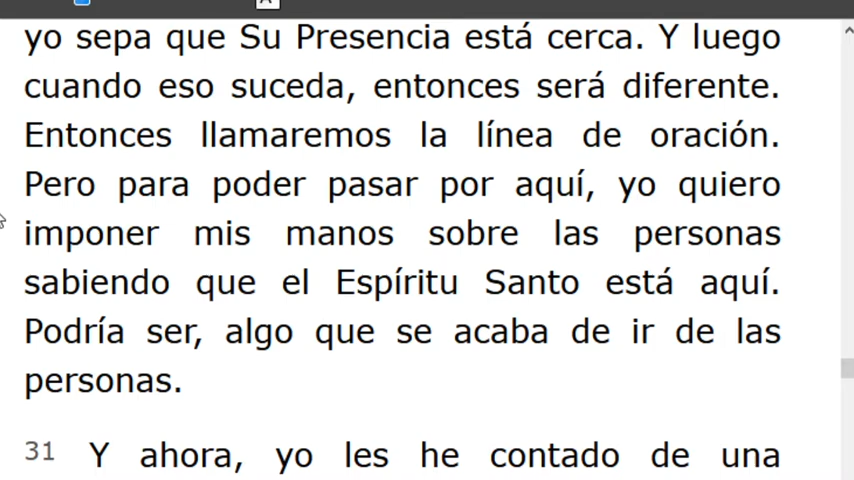 yo sepa que Su Presencia está cerca. Y luego
cuando eso suceda, entonces será diferente.
Entonces llamaremos la línea de oración.
Pero para poder pasar por aquí, yo quiero
imponer mis manos sobre las personas
sabiendo que el Espíritu Santo está aquí.
Podría ser, algo que se acaba de ir de las
personas.
31 Y ahora, yo les he contado de una